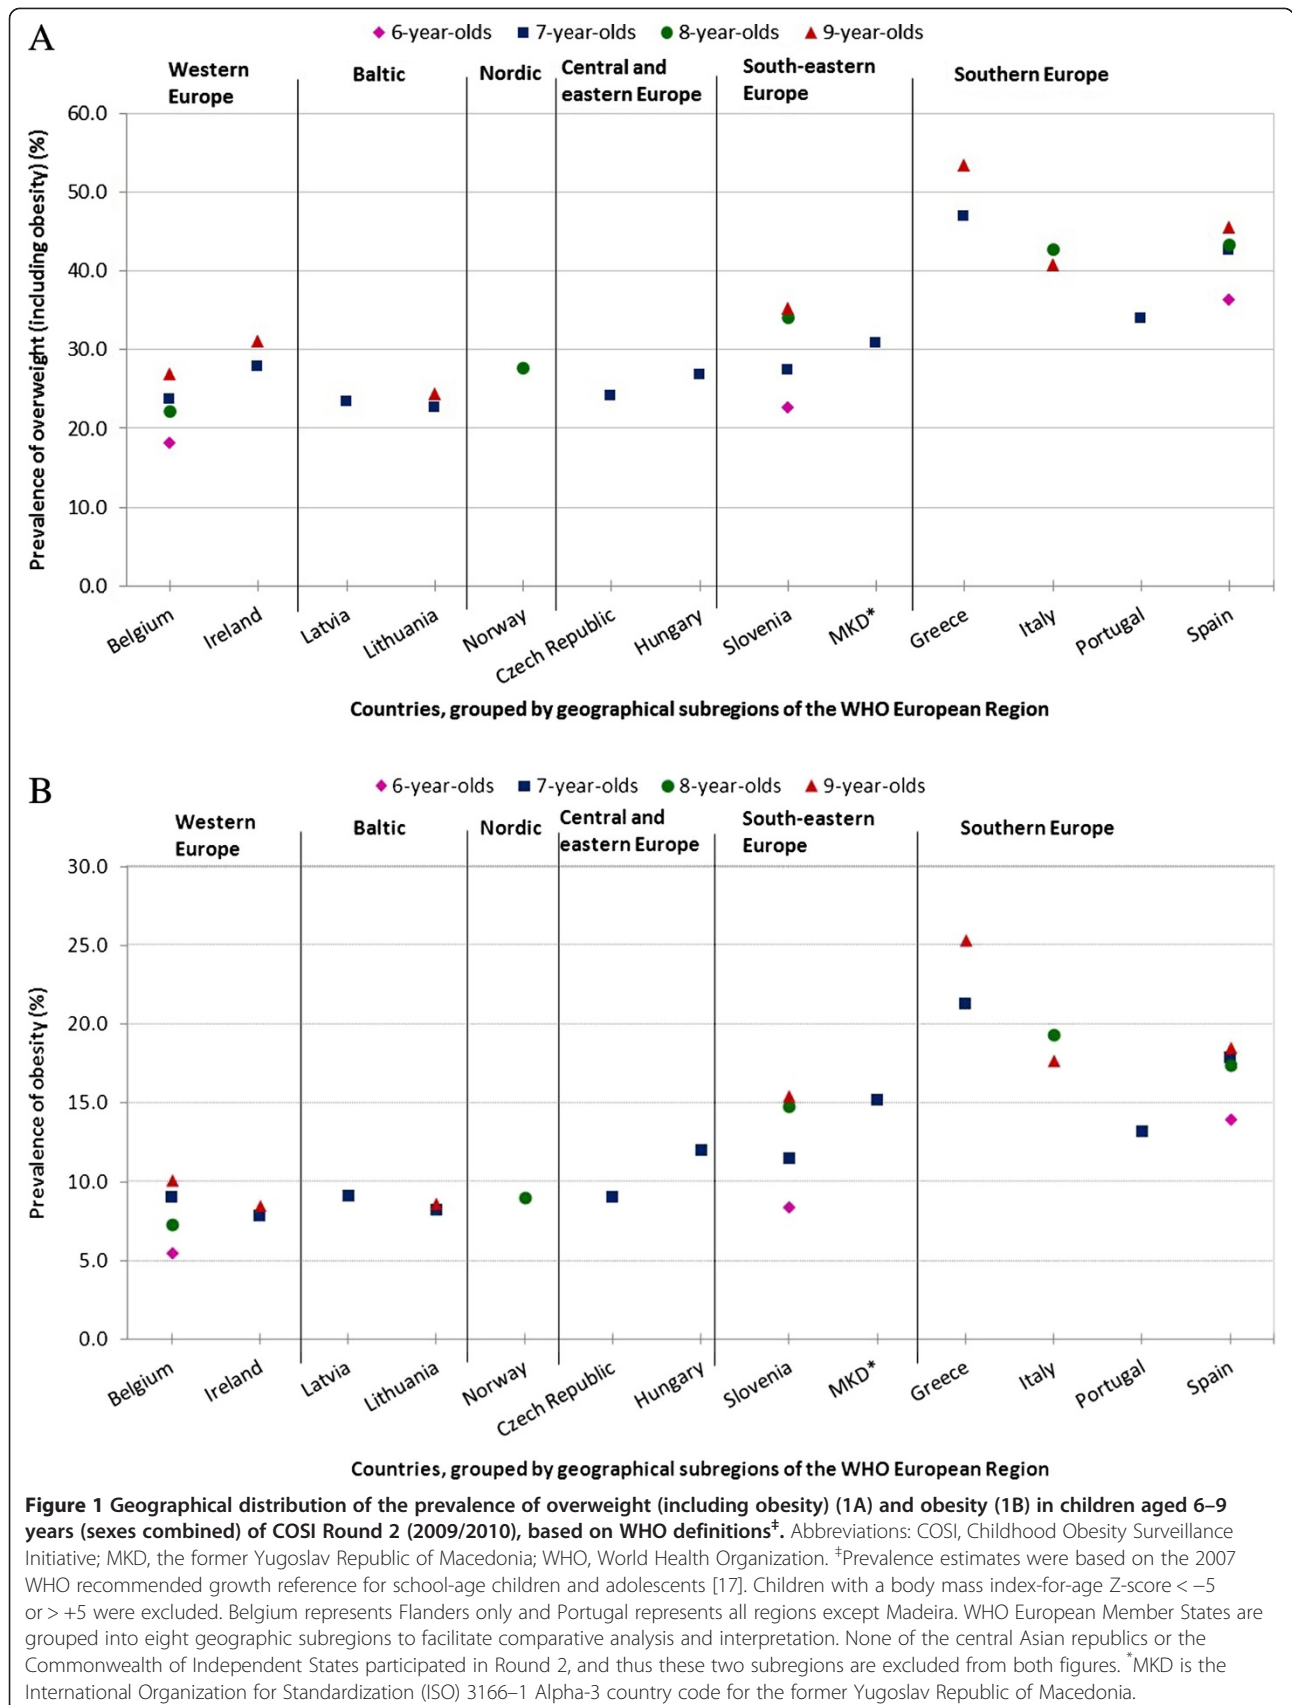 A
6-year-olds 7-year-olds 8-year-olds 9-year-olds
Western Europe
Baltic
Nordic
Central and eastern Europe
South-eastern Europe
Southern Europe
Prevalence of overweight (including obesity) (%)
60.0
50.0
40.0
30.0
20.0
10.0
0.0
Belgium Ireland Latvia Lithuania Norway Czech Republic Hungary Slovenia MKD* Greece Italy Portugal Spain
Countries, grouped by geographical subregions of the WHO European Region
B
6-year-olds 7-year-olds 8-year-olds 9-year-olds
Western Europe
Baltic
Nordic
Central and eastern Europe
South-eastern Europe
Southern Europe
Prevalence of obesity (%)
30.0
25.0
20.0
15.0
10.0
5.0
0.0
Belgium Ireland Latvia Lithuania Norway Czech Republic Hungary Slovenia MKD* Greece Italy Portugal Spain
Countries, grouped by geographical subregions of the WHO European Region
Figure 1 Geographical distribution of the prevalence of overweight (including obesity) (1A) and obesity (1B) in children aged 6–9
years (sexes combined) of COSI Round 2 (2009/2010), based on WHO definitions‡. Abbreviations: COSI, Childhood Obesity Surveillance
Initiative; MKD, the former Yugoslav Republic of Macedonia; WHO, World Health Organization. ‡Prevalence estimates were based on the 2007
WHO recommended growth reference for school-age children and adolescents [17]. Children with a body mass index-for-age Z-score < −5
or > +5 were excluded. Belgium represents Flanders only and Portugal represents all regions except Madeira. WHO European Member States are
grouped into eight geographic subregions to facilitate comparative analysis and interpretation. None of the central Asian republics or the
Commonwealth of Independent States participated in Round 2, and thus these two subregions are excluded from both figures. *MKD is the
International Organization for Standardization (ISO) 3166–1 Alpha-3 country code for the former Yugoslav Republic of Macedonia.